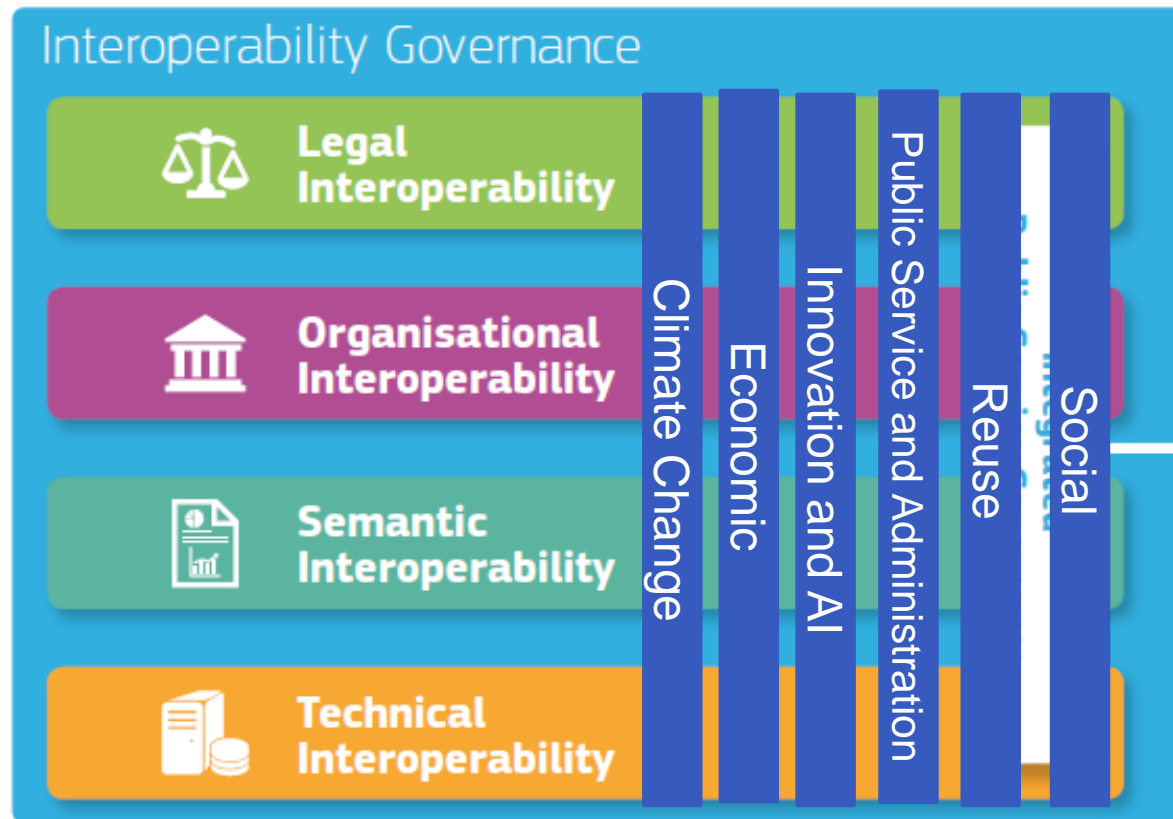 Interoperability Governance
Legal
Interoperability
Organisational
Interoperability
Semantic
Interoperability
Technical
Interoperability
Climate Change
Economic
Innovation and AI
Public Service and Administration
Reuse
Social